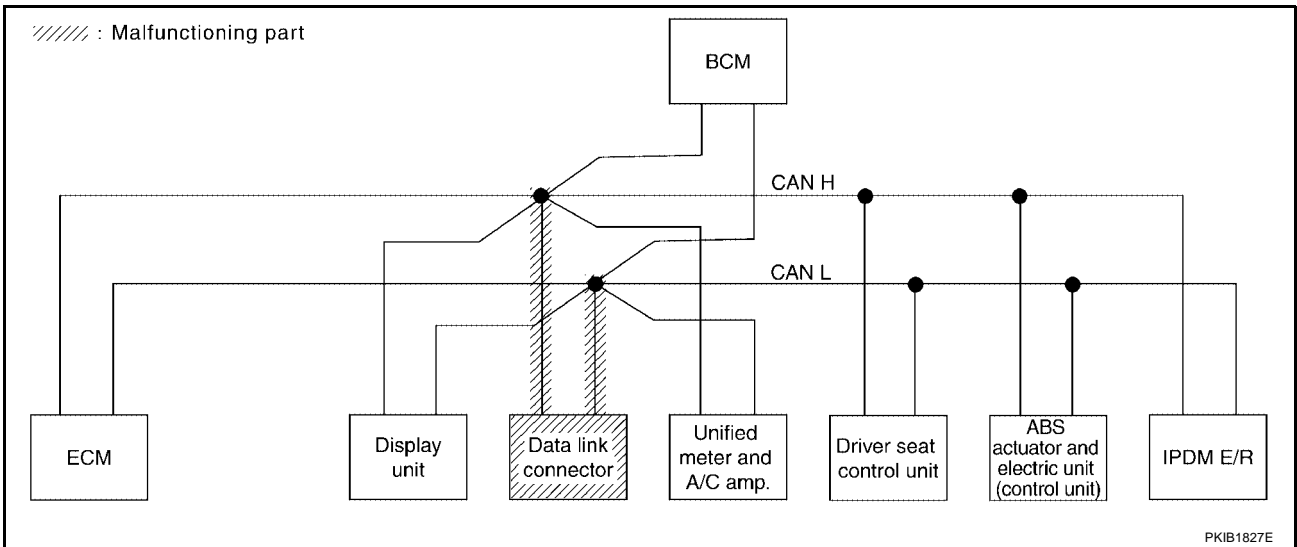 : Malfunctioning part
BCM
CAN H
CAN L
ECM
Display
unit
Data link
connector
Unified
meter and
A/C amp.
Driver seat
control unit
ABS
actuator and
electric unit
(control unit)
IPDM E/R
PKIB1827E